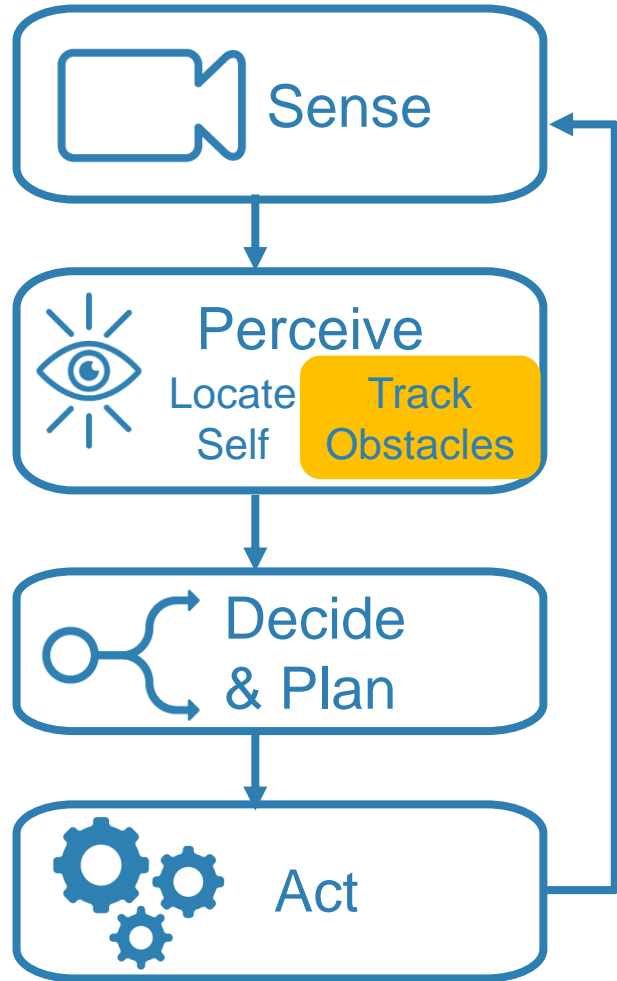 Sense
Perceive
Locate
Self
Track
Obstacles
Decide
& Plan
Act